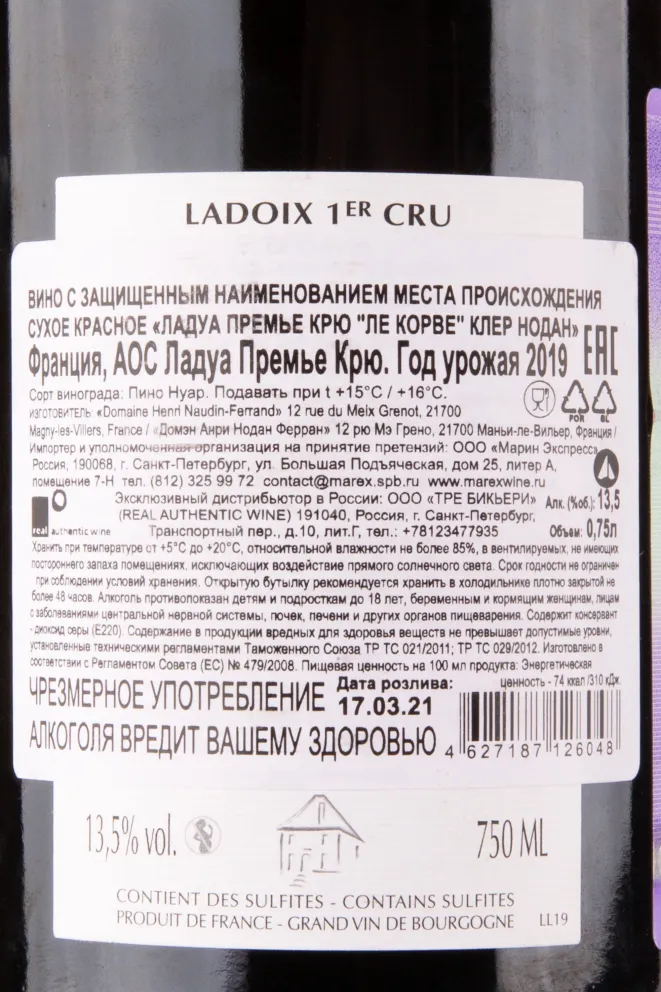 LADOIX 1ER CRU
ВИНО С ЗАЩИЩЕННЫМ НАИМЕНОВАНИЕМ МЕСТА ПРОИСХОЖДЕНИЯ
СУХОЕ КРАСНОЕ «ЛАДУА ПРЕМЬЕ КРЮ "ЛЕ КОРВЕ" КЛЕР НОДАН»
Франция, АОС Ладуа Премье Крю. Год урожая 2019 ЕАС
Сорт винограда: Пино Нуар. Подавать при t +15°C / +16°C.
изготовитель: «Domaine Henri Naudin-Ferrand» 12 rue du Meix Grenot, 21700
Magny-les-Villers, France / «Домэн Анри Нодан Ферран» 12 рю Мэ Грено, 21700 Маньи-ле-Вильер, Франция /
Импортер и уполномоченная организация на принятие претензий: ООО «Марин Экспресс»,
Россия, 190068, г. Санкт-Петербург, ул. Большая Подъяческая, дом 25, литер А,
помещение 7-Н тел. (812) 325 99 72 contact@marex.spb.ru www.marexwine.ru
Эксклюзивный дистрибьютор в России: ООО «ТРЕ БИКЬЕРИ» Алк. (%об.): 13,5
(REAL AUTHENTIC WINE) 191040, Россия, г. Санкт-Петербург,
real authentic wine Транспортный пер., д.10, лит.Г, тел.: +78123477935 Объем: 0,75л
Хранить при температуре от +5°C до +20°C, относительной влажности не более 85%, в вентилируемых, не имеющих
постороннего запаха помещениях, исключающих воздействие прямого солнечного света. Срок годности не ограничен
при соблюдении условий хранения. Открытую бутылку рекомендуется хранить в холодильнике плотно закрытой не
более 48 часов. Алкоголь противопоказан детям и подросткам до 18 лет, беременным и кормящим женщинам, лицам
с заболеваниями центральной нервной системы, почек, печени и других органов пищеварения. Содержит консервант
- диоксид серы (Е220). Содержание в продукции вредных для здоровья веществ не превышает допустимые уровни,
установленные техническими регламентами Таможенного Союза ТР ТС 021/2011; ТР ТС 029/2012. Изготовлено в
соответствии с Регламентом Совета (ЕС) № 479/2008. Пищевая ценность на 100 мл продукта: Энергетическая
ценность - 74 ккал /310 кДж.
ЧРЕЗМЕРНОЕ УПОТРЕБЛЕНИЕ Дата розлива:
17.03.21
АЛКОГОЛЯ ВРЕДИТ ВАШЕМУ ЗДОРОВЬЮ 4 627187 126048
13,5% vol. 750 ML
CONTIENT DES SULFITES - CONTAINS SULFITES
PRODUIT DE FRANCE - GRAND VIN DE BOURGOGNE LL19